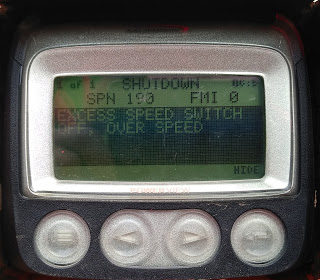 1 of 1 SHUTDOWN
SPN 190 FMI 0
EXCESS SPEED SWITCH
OFF: OVER SPEED
HIDE